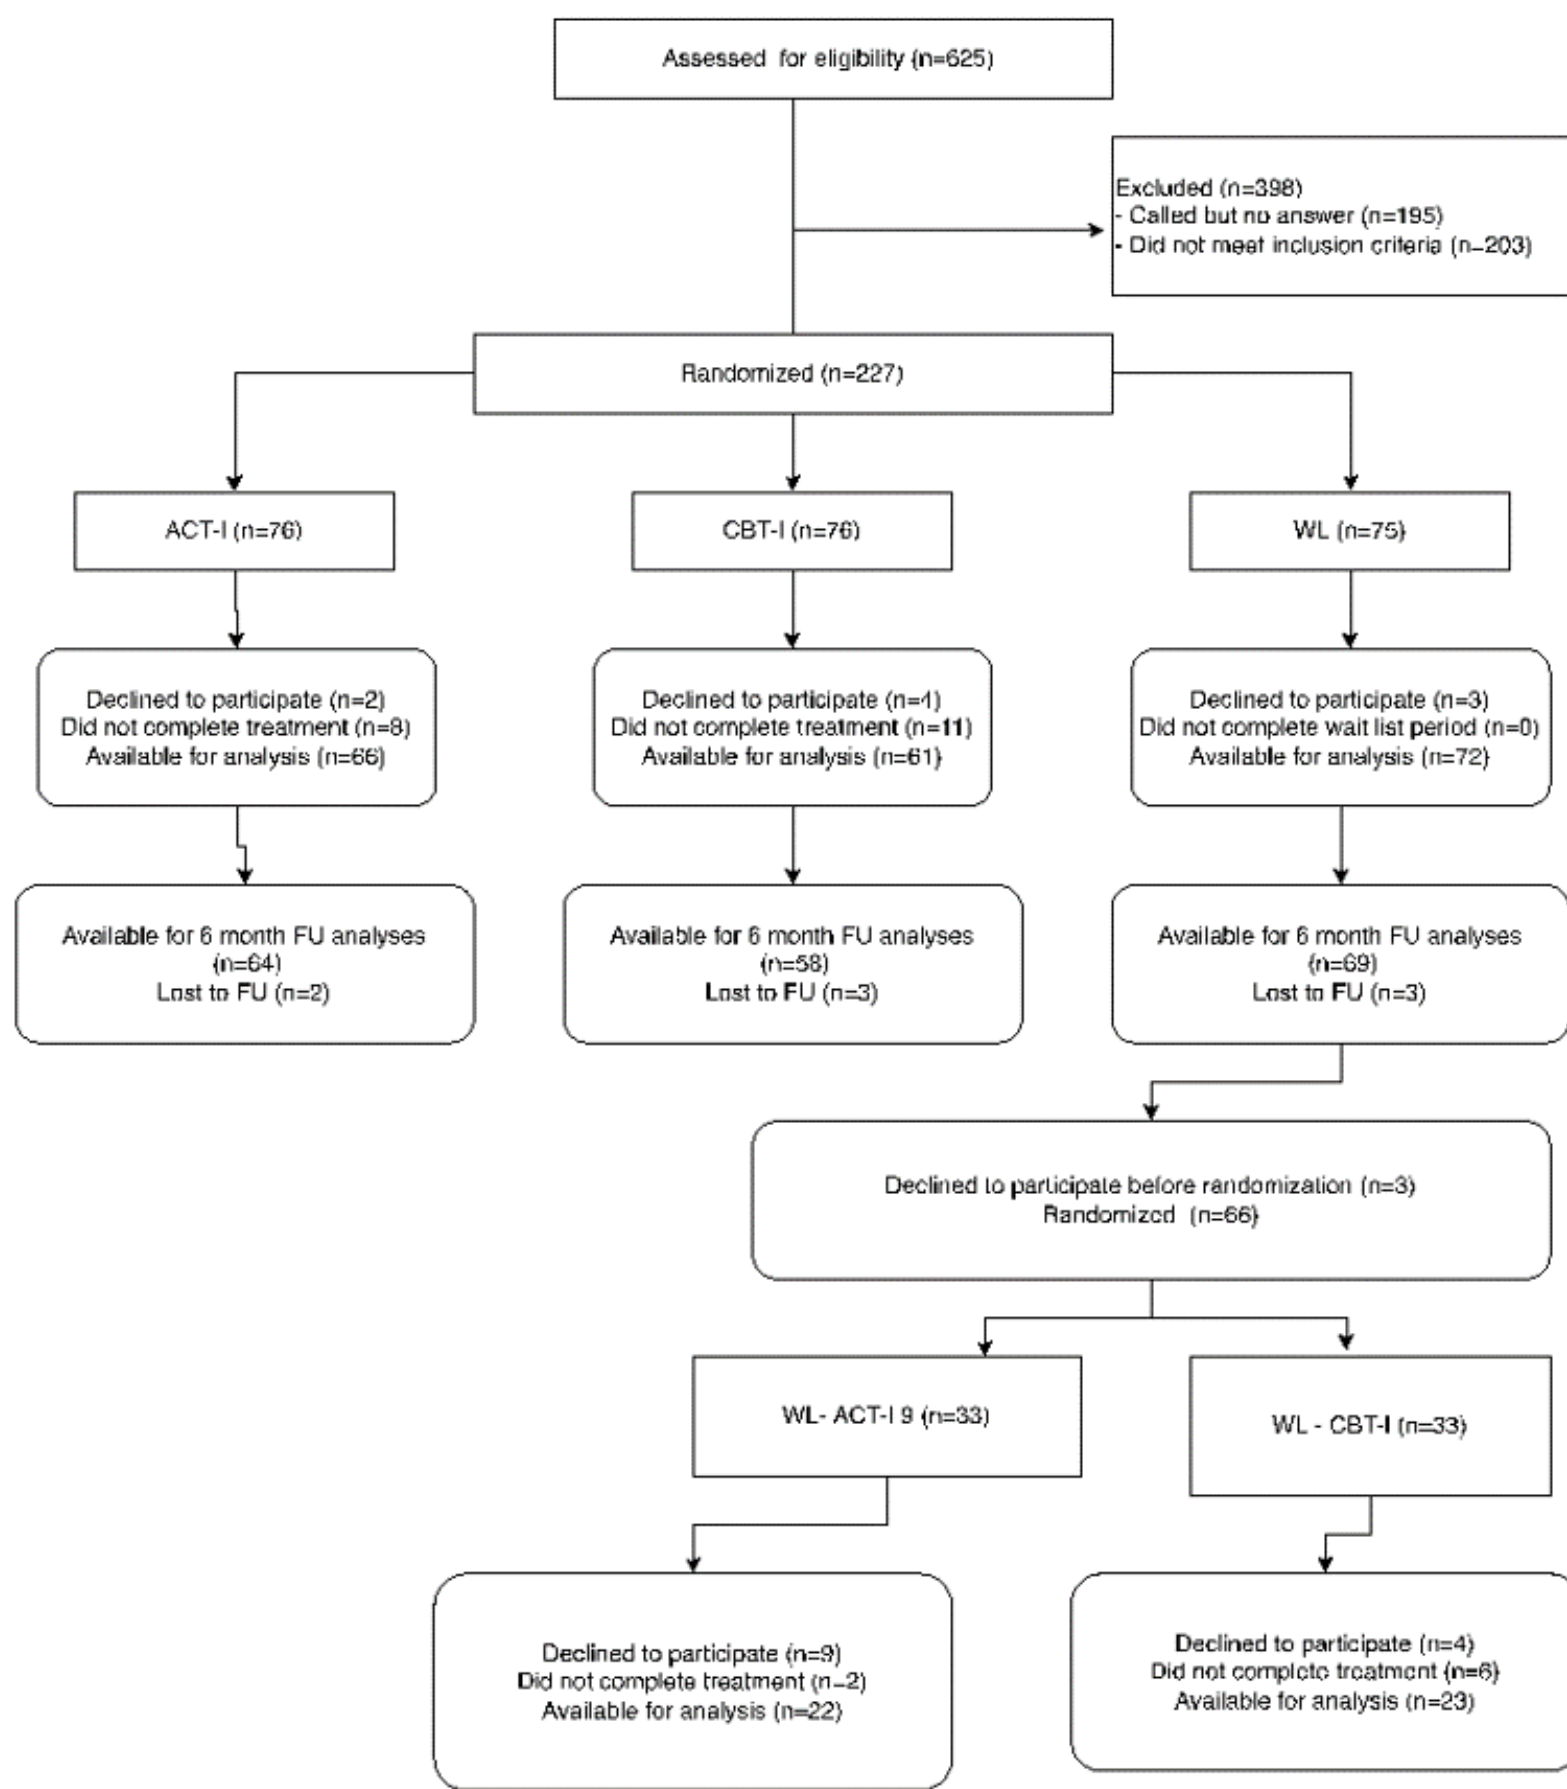 Assessed for eligibility (n=625)
Excluded (n=398)
- Called but no answer (n=195)
- Did not meet inclusion criteria (n=203)
Randomized (n=227)
ACT-I (n=76)
CBT-I (n=76)
WL (n=75)
Declined to participate (n=2)
Did not complete treatment (n=8)
Available for analysis (n=66)
Declined to participate (n=4)
Did not complete treatment (n=11)
Available for analysis (n=61)
Declined to participate (n=3)
Did not complete wait list period (n=0)
Available for analysis (n=72)
Available for 6 month FU analyses
(n=64)
Lost to FU (n=2)
Available for 6 month FU analyses
(n=58)
Lost to FU (n=3)
Available for 6 month FU analyses
(n=69)
Lost to FU (n=3)
Declined to participate before randomization (n=3)
Randomized (n=66)
WL- ACT-I 9 (n=33)
WL - CBT-I (n=33)
Declined to participate (n=9)
Did not complete treatment (n=2)
Available for analysis (n=22)
Declined to participate (n=4)
Did not complete treatment (n=6)
Available for analysis (n=23)